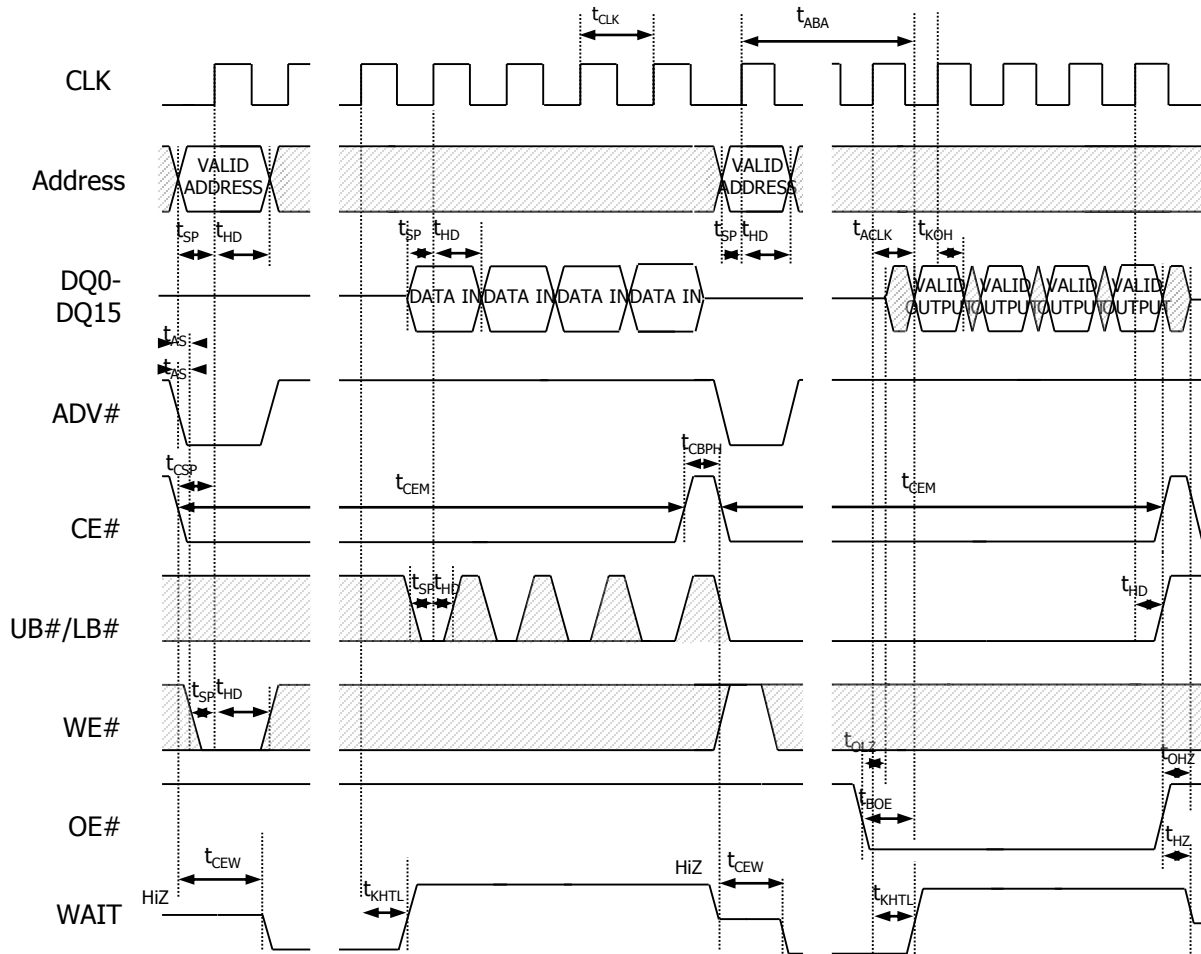 tCLK
tABA
CLK
VALID ADDRESS
VALID ADDRESS
Address
tSP
tHD
tSP
tHD
tSP
tHD
tACLK
tKOH
DQ0-
DQ15
DATA IN
DATA IN
DATA IN
DATA IN
VALID OUTPUT
VALID OUTPUT
VALID OUTPUT
VALID OUTPUT
tAS
tAS
ADV#
tCBPH
tCSP
tCEM
tCEM
CE#
tSP
tHD
tHD
UB#/LB#
tSP
tHD
WE#
tOLZ
tOHZ
tBOE
OE#
tHZ
tCEW
HiZ
tCEW
HiZ
tKHTL
tKHTL
WAIT